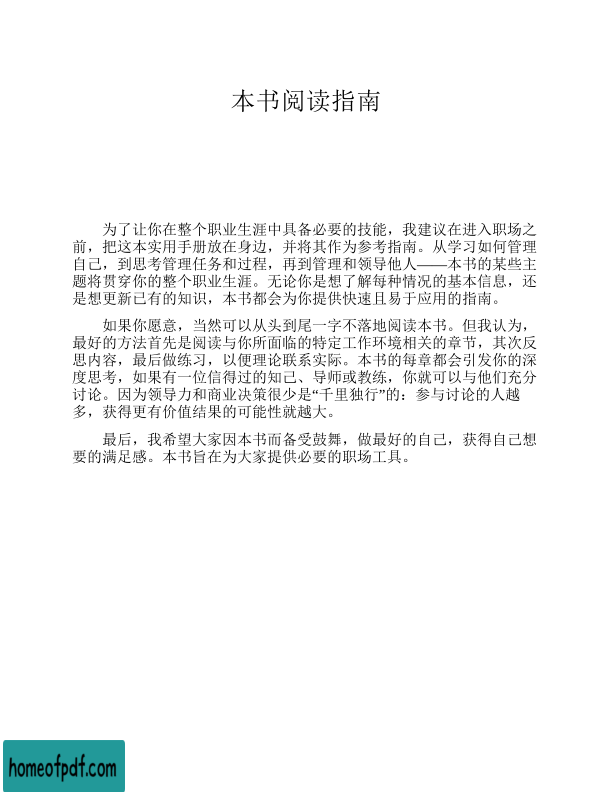 本书阅读指南
为了让你在整个职业生涯中具备必要的技能，我建议在进入职场之
前，把这本实用手册放在身边，并将其作为参考指南。从学习如何管理
自己，到思考管理任务和过程，再到管理和领导他人——本书的某些主
题将贯穿你的整个职业生涯。无论你是想了解每种情况的基本信息，还
是想更新已有的知识，本书都会为你提供快速且易于应用的指南。
如果你愿意，当然可以从头到尾一字不落地阅读本书。但我认为，
最好的方法首先是阅读与你所面临的特定工作环境相关的章节，其次反
思内容，最后做练习，以便理论联系实际。本书的每章都会引发你的深
度思考，如果有一位信得过的知己、导师或教练，你就可以与他们充分
讨论。因为领导力和商业决策很少是“千里独行”的：参与讨论的人越
多，获得更有价值结果的可能性就越大。
最后，我希望大家因本书而备受鼓舞，做最好的自己，获得自己想
要的满足感。本书旨在为大家提供必要的职场工具。
homeofpdf.com